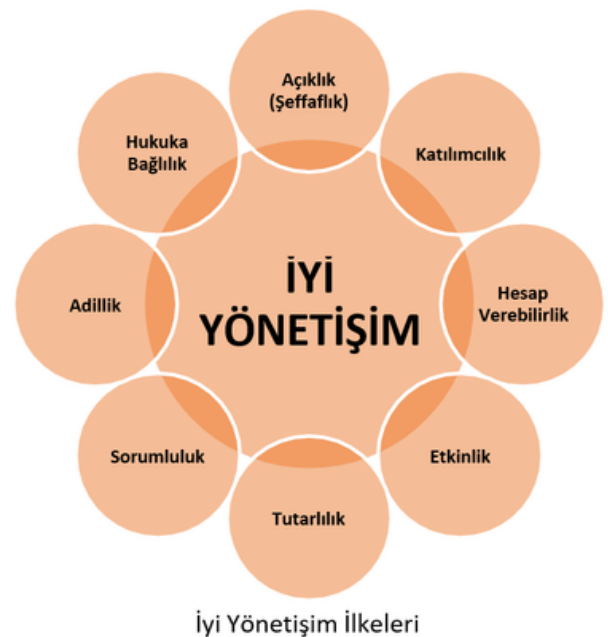 Açıklık
(Şeffaflık)
Katılımcılık
Hesap
Verebilirlik
Etkinlik
Tutarlılık
Sorumluluk
Adillik
Hukuka
Bağlılık
İYİ
YÖNETİŞİM
İyi Yönetişim İlkeleri